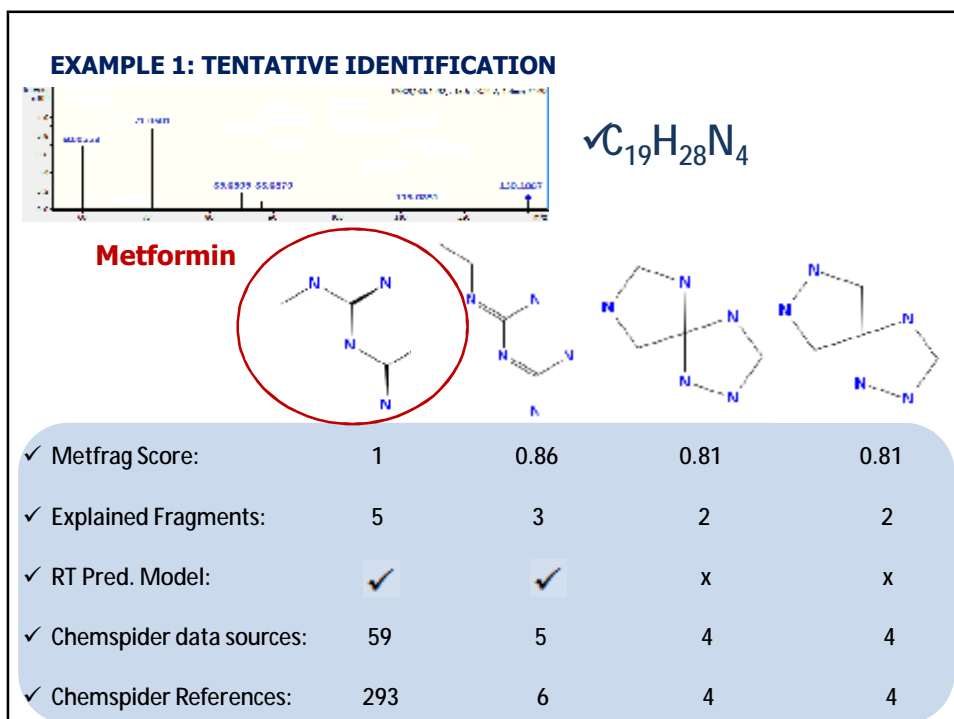 EXAMPLE 1: TENTATIVE IDENTIFICATION
✓C19H28N4
Metformin
N N N N
N N N
N N N N
N N N N N N
N N
✓ Metfrag Score: 1 0.86 0.81 0.81
✓ Explained Fragments: 5 3 2 2
✓ RT Pred. Model: ✓ ✓ x x
✓ Chemspider data sources: 59 5 4 4
✓ Chemspider References: 293 6 4 4